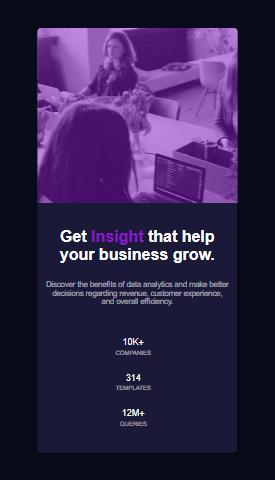 Get Insight that help
your business grow.
Discover the benefits of data analytics and make better
decisions regarding revenue, customer experience,
and overall efficiency.
10K+
COMPANIES
314
TEMPLATES
12M+
QUERIES